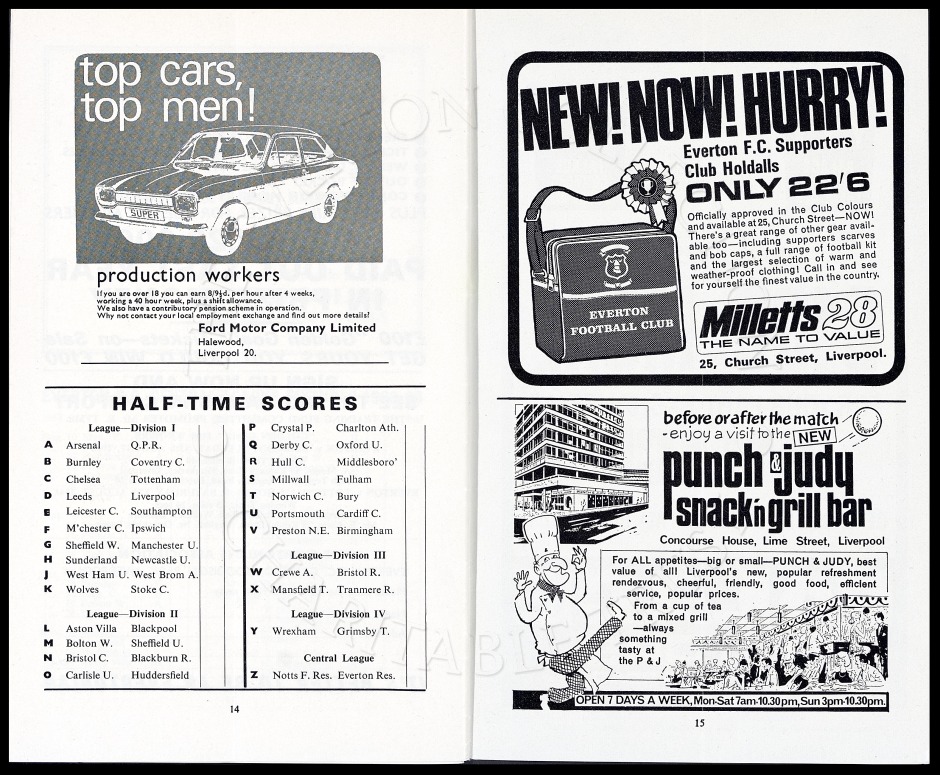 top cars,
top men!
SUPER
production workers
If you are over 18 you can earn 8/9½d. per hour after 4 weeks,
working a 40 hour week, plus a shift allowance.
We also have a contributory pension scheme in operation.
Why not contact your local employment exchange and find out more details?
Ford Motor Company Limited
Halewood,
Liverpool 20.
HALF-TIME SCORES
League—Division I
A Arsenal Q.P.R.
B Burnley Coventry C.
C Chelsea Tottenham
D Leeds Liverpool
E Leicester C. Southampton
F M'chester C. Ipswich
G Sheffield W. Manchester U.
H Sunderland Newcastle U.
J West Ham U. West Brom A.
K Wolves Stoke C.
League—Division II
L Aston Villa Blackpool
M Bolton W. Sheffield U.
N Bristol C. Blackburn R.
O Carlisle U. Huddersfield
P Crystal P. Charlton Ath.
Q Derby C. Oxford U.
R Hull C. Middlesboro'
S Millwall Fulham
T Norwich C. Bury
U Portsmouth Cardiff C.
V Preston N.E. Birmingham
League—Division III
W Crewe A. Bristol R.
X Mansfield T. Tranmere R.
League—Division IV
Y Wrexham Grimsby T.
Central League
Z Notts F. Res. Everton Res.
14
NEW! NOW! HURRY!
Everton F.C. Supporters
Club Holdalls
ONLY 22'6
Officially approved in the Club Colours
and available at 25, Church Street—NOW!
There's a great range of other gear avail-
able too—including supporters scarves
and bob caps, a full range of football kit
and the largest selection of warm and
weather-proof clothing! Call in and see
for yourself the finest value in the country.
EVERTON
FOOTBALL CLUB
Milletts 28
THE NAME TO VALUE
25, Church Street, Liverpool.
before or after the match
-enjoy a visit to the NEW
punch & judy
snack 'n grill bar
Concourse House, Lime Street, Liverpool
For ALL appetites—big or small—PUNCH & JUDY, best
value of all! Liverpool's new, popular refreshment
rendezvous, cheerful, friendly, good food, efficient
service, popular prices.
From a cup of tea
to a mixed grill
—always
something
tasty at
the P & J
OPEN 7 DAYS A WEEK, Mon-Sat 7am-10.30pm, Sun 3pm-10.30pm.
15